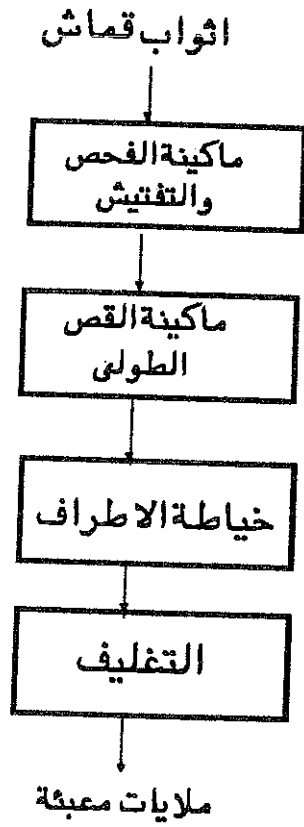 اثواب قماش
ماكينة الفحص
والتفتيش
ماكينة القص
الطولى
خياطة الاطراف
التغليف
ملايات معبئة